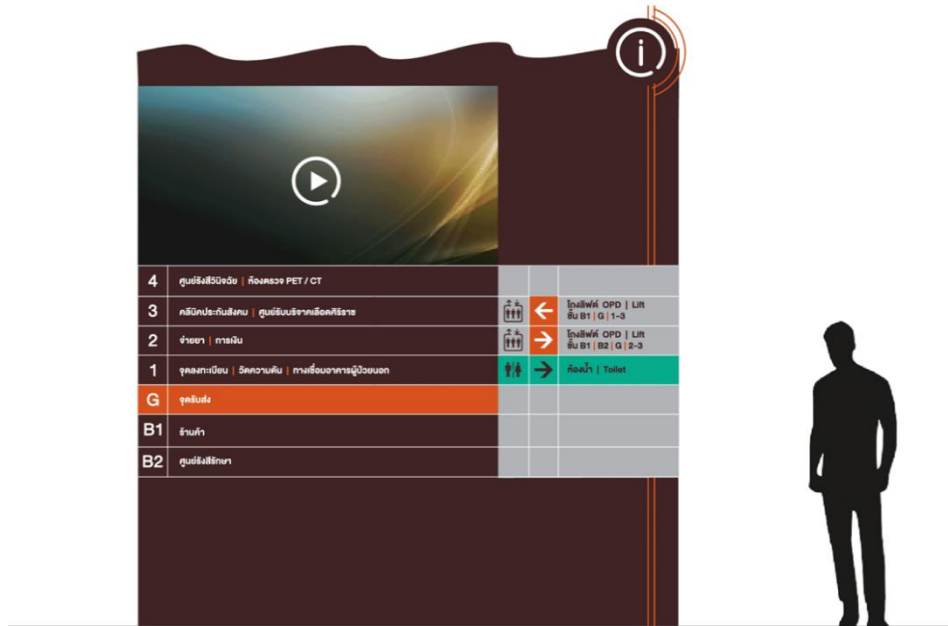 i
4 ศูนย์รังสีวินิจฉัย | ห้องตรวจ PET / CT
3 คลินิกประกันสังคม | ศูนย์รับบริจาคเลือดศิริราช
โถงลิฟต์ OPD | Lift
ชั้น B1 | G | 1-3
2 จ่ายยา | การเงิน
โถงลิฟต์ OPD | Lift
ชั้น B1 | B2 | G | 2-3
1 จุดลงทะเบียน | วัดความดัน | ทางเชื่อมอาคารผู้ป่วยนอก
ห้องน้ำ | Toilet
G จุดรับส่ง
B1 ร้านค้า
B2 ศูนย์รังสีรักษา